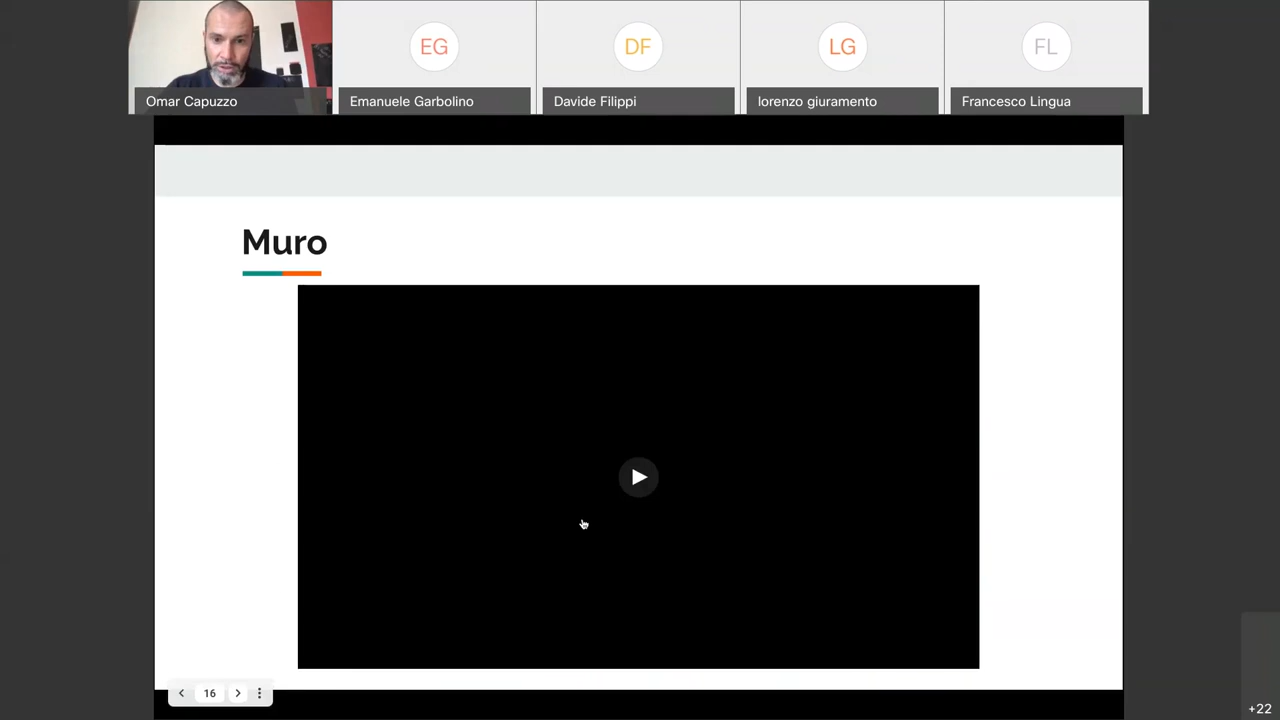 EG
DF
LG
FL
Omar Capuzzo
Emanuele Garbolino
Davide Filippi
lorenzo giuramento
Francesco Lingua
Muro
16
+22